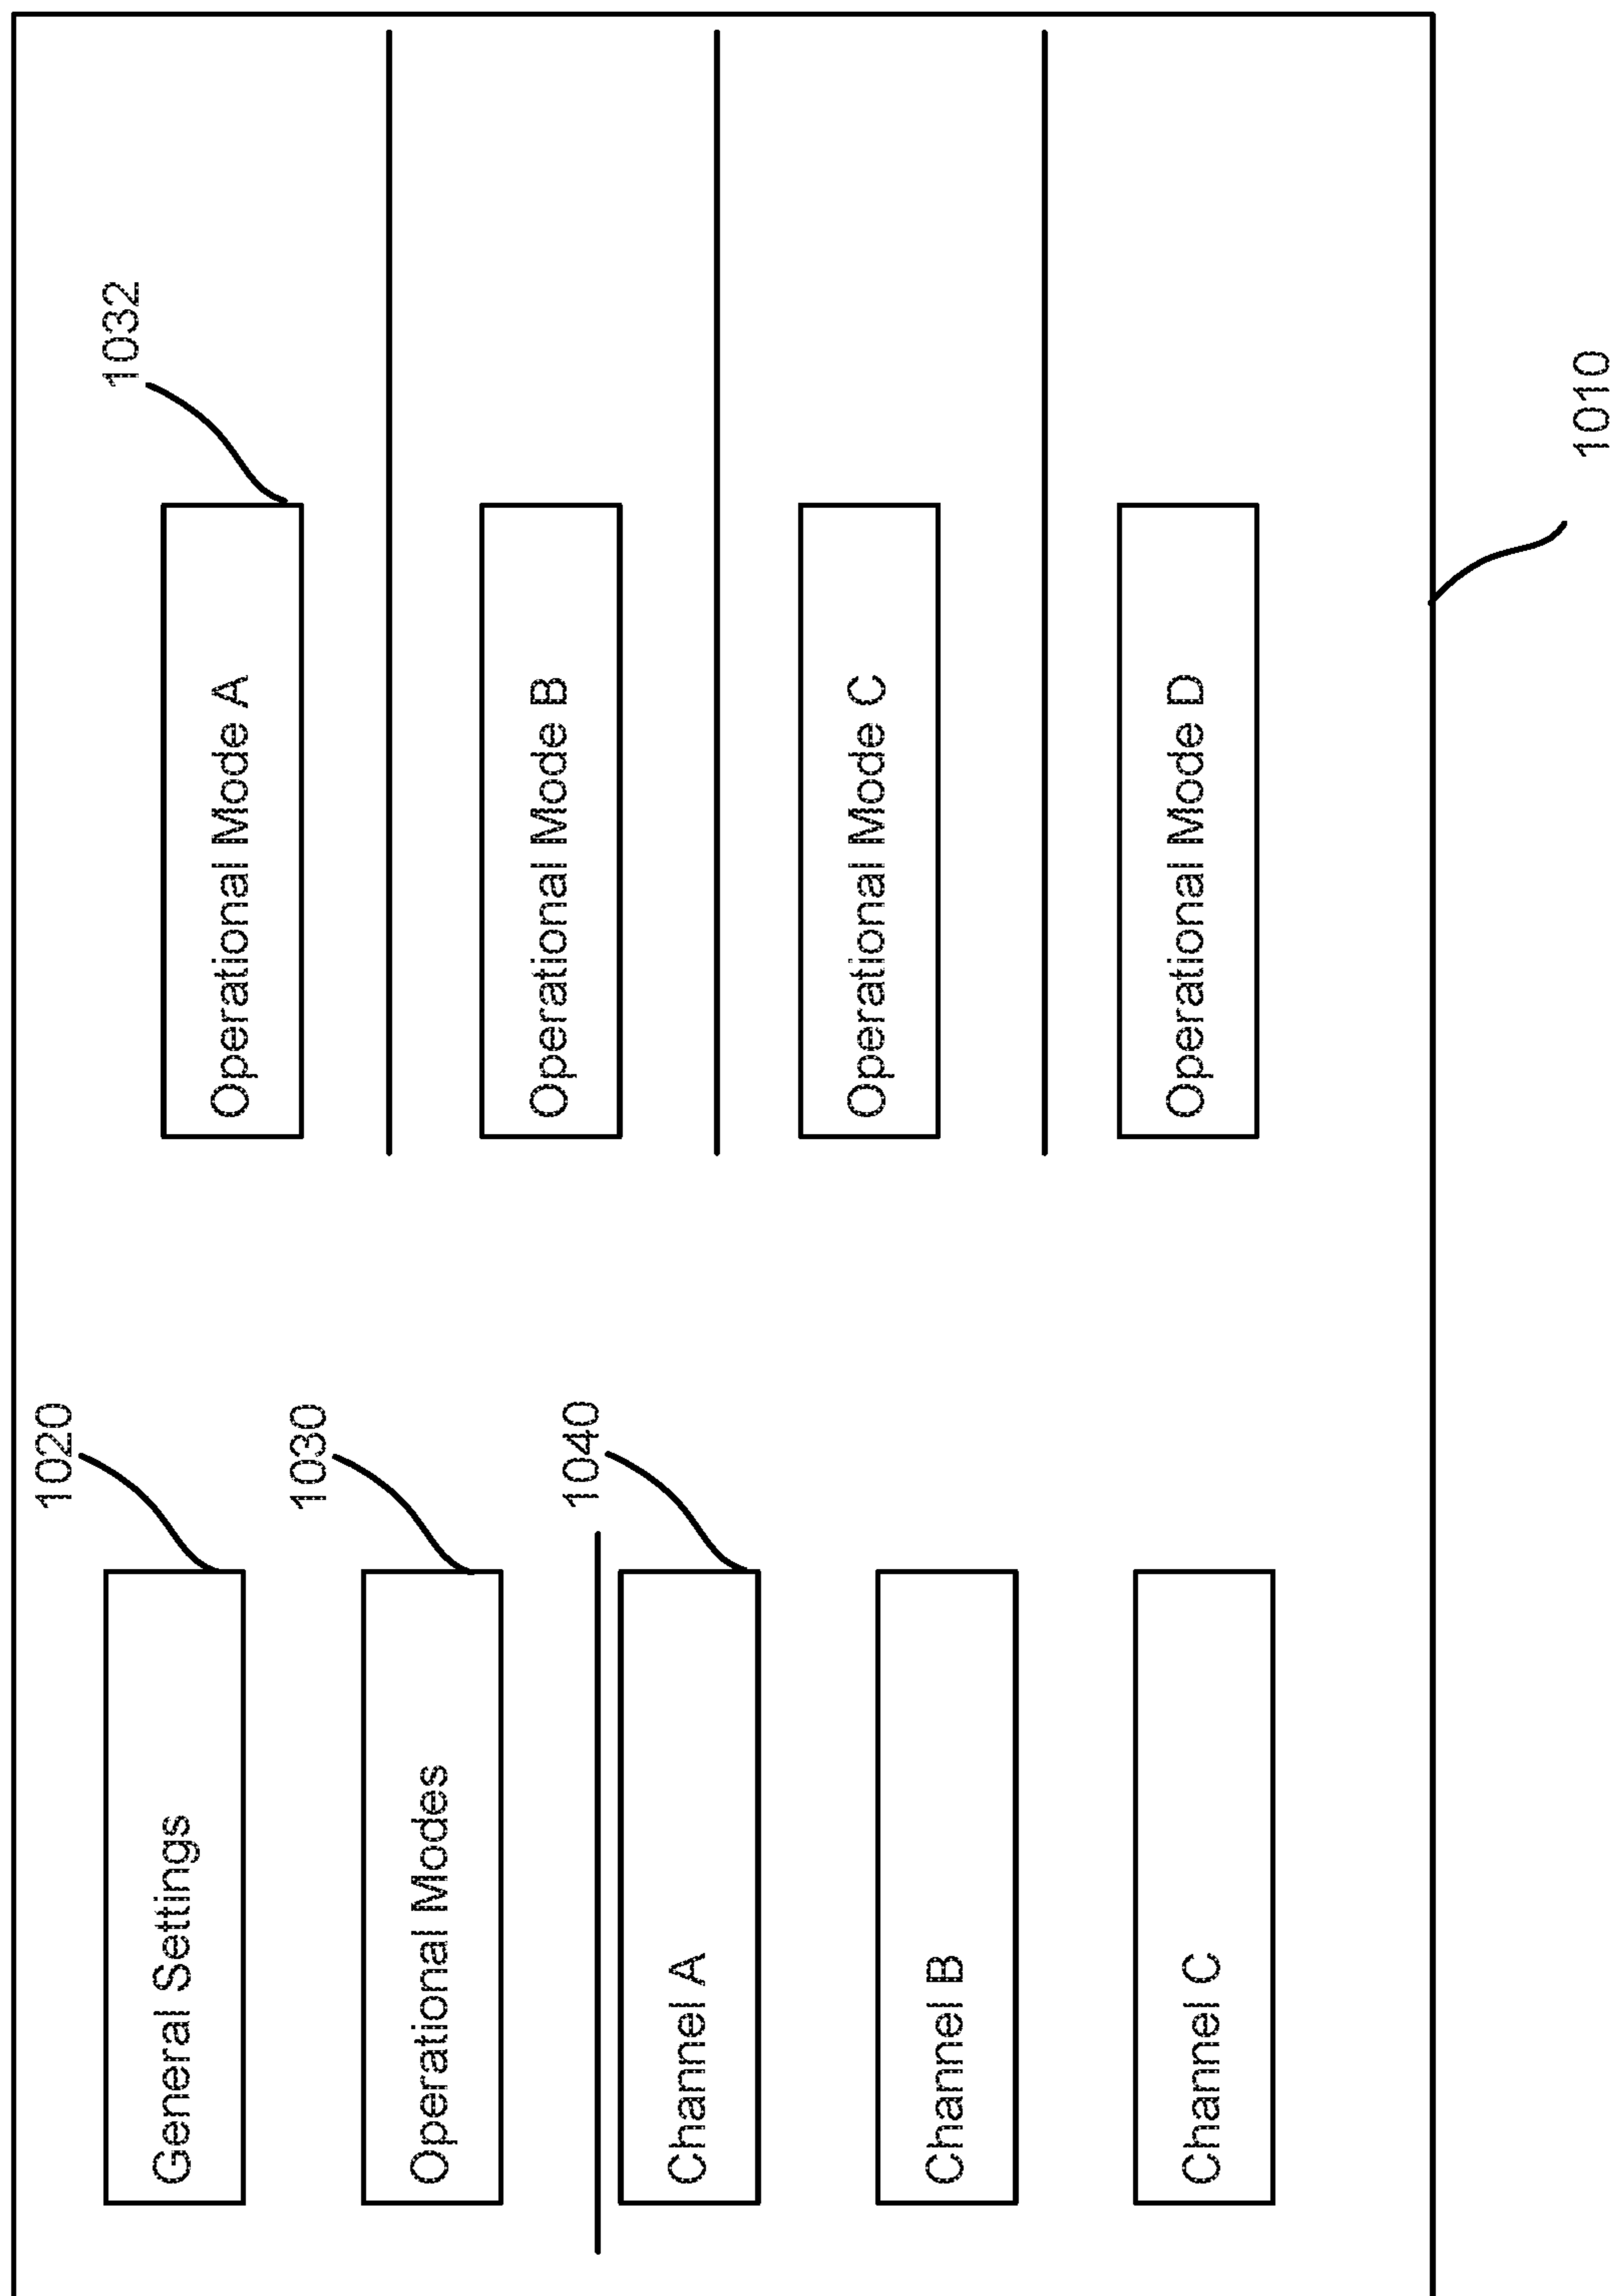 1020
General Settings
1030
Operational Modes
1040
Channel A
Channel B
Channel C
1032
Operational Mode A
Operational Mode B
Operational Mode C
Operational Mode D
1010